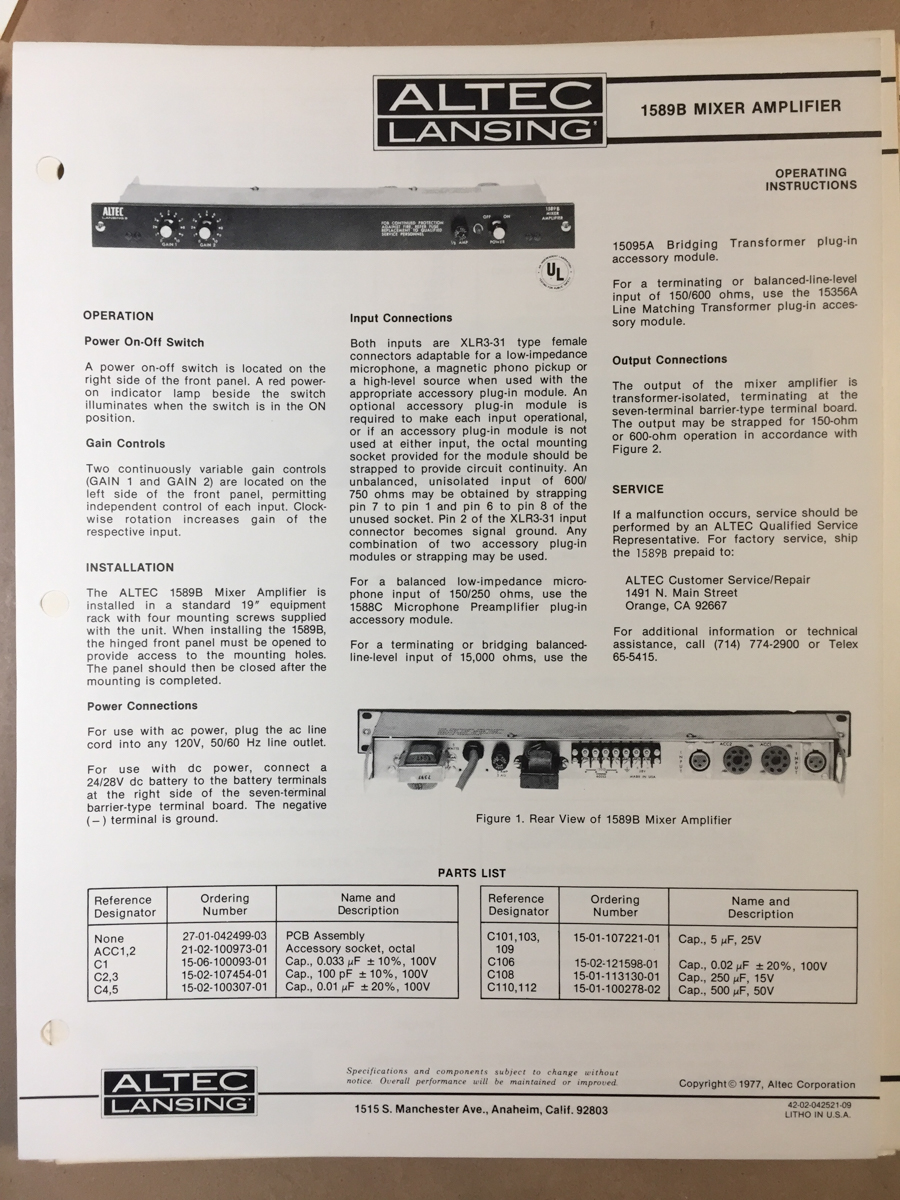 ALTEC
LANSING
1589B MIXER AMPLIFIER
OPERATING
INSTRUCTIONS
ALTEC
GAIN 1
GAIN 2
FOR CONTINUED PROTECTION
AGAINST FIRE, REFER FUSE
REPLACEMENT TO QUALIFIED
SERVICE PERSONNEL
OFF
ON
POWER
1589B
MIXER
AMPLIFIER
UL
OPERATION
Power On-Off Switch
A power on-off switch is located on the
right side of the front panel. A red power-
on indicator lamp beside the switch
illuminates when the switch is in the ON
position.
Gain Controls
Two continuously variable gain controls
(GAIN 1 and GAIN 2) are located on the
left side of the front panel, permitting
independent control of each input. Clock-
wise rotation increases gain of the
respective input.
INSTALLATION
The ALTEC 1589B Mixer Amplifier is
installed in a standard 19″ equipment
rack with four mounting screws supplied
with the unit. When installing the 1589B,
the hinged front panel must be opened to
provide access to the mounting holes.
The panel should then be closed after the
mounting is completed.
Power Connections
For use with ac power, plug the ac line
cord into any 120V, 50/60 Hz line outlet.
For use with dc power, connect a
24/28V dc battery to the battery terminals
at the right side of the seven-terminal
barrier-type terminal board. The negative
(−) terminal is ground.
Input Connections
Both inputs are XLR3-31 type female
connectors adaptable for a low-impedance
microphone, a magnetic phono pickup or
a high-level source when used with the
appropriate accessory plug-in module. An
optional accessory plug-in module is
required to make each input operational,
or if an accessory plug-in module is not
used at either input, the octal mounting
socket provided for the module should be
strapped to provide circuit continuity. An
unbalanced, unisolated input of 600/
750 ohms may be obtained by strapping
pin 7 to pin 1 and pin 6 to pin 8 of the
unused socket. Pin 2 of the XLR3-31 input
connector becomes signal ground. Any
combination of two accessory plug-in
modules or strapping may be used.
For a balanced low-impedance micro-
phone input of 150/250 ohms, use the
1588C Microphone Preamplifier plug-in
accessory module.
For a terminating or bridging balanced-
line-level input of 15,000 ohms, use the
15095A Bridging Transformer plug-in
accessory module.
For a terminating or balanced-line-level
input of 150/600 ohms, use the 15356A
Line Matching Transformer plug-in acces-
sory module.
Output Connections
The output of the mixer amplifier is
transformer-isolated, terminating at the
seven-terminal barrier-type terminal board.
The output may be strapped for 150-ohm
or 600-ohm operation in accordance with
Figure 2.
SERVICE
If a malfunction occurs, service should be
performed by an ALTEC Qualified Service
Representative. For factory service, ship
the 1589B prepaid to:
ALTEC Customer Service/Repair
1491 N. Main Street
Orange, CA 92667
For additional information or technical
assistance, call (714) 774-2900 or Telex
65-5415.
ACC2
ACC1
MADE IN USA
Figure 1. Rear View of 1589B Mixer Amplifier
PARTS LIST
Reference Designator Ordering Number Name and Description
None 27-01-042499-03 PCB Assembly
ACC1,2 21-02-100973-01 Accessory socket, octal
C1 15-06-100093-01 Cap., 0.033 µF ±10%, 100V
C2,3 15-02-107454-01 Cap., 100 pF ±10%, 100V
C4,5 15-02-100307-01 Cap., 0.01 µF ±20%, 100V
Reference Designator Ordering Number Name and Description
C101,103, 109 15-01-107221-01 Cap., 5 µF, 25V
C106 15-02-121598-01 Cap., 0.02 µF ±20%, 100V
C108 15-01-113130-01 Cap., 250 µF, 15V
C110,112 15-01-100278-02 Cap., 500 µF, 50V
ALTEC
LANSING
Specifications and components subject to change without
notice. Overall performance will be maintained or improved.
Copyright © 1977, Altec Corporation
1515 S. Manchester Ave., Anaheim, Calif. 92803
42-02-042521-09
LITHO IN U.S.A.